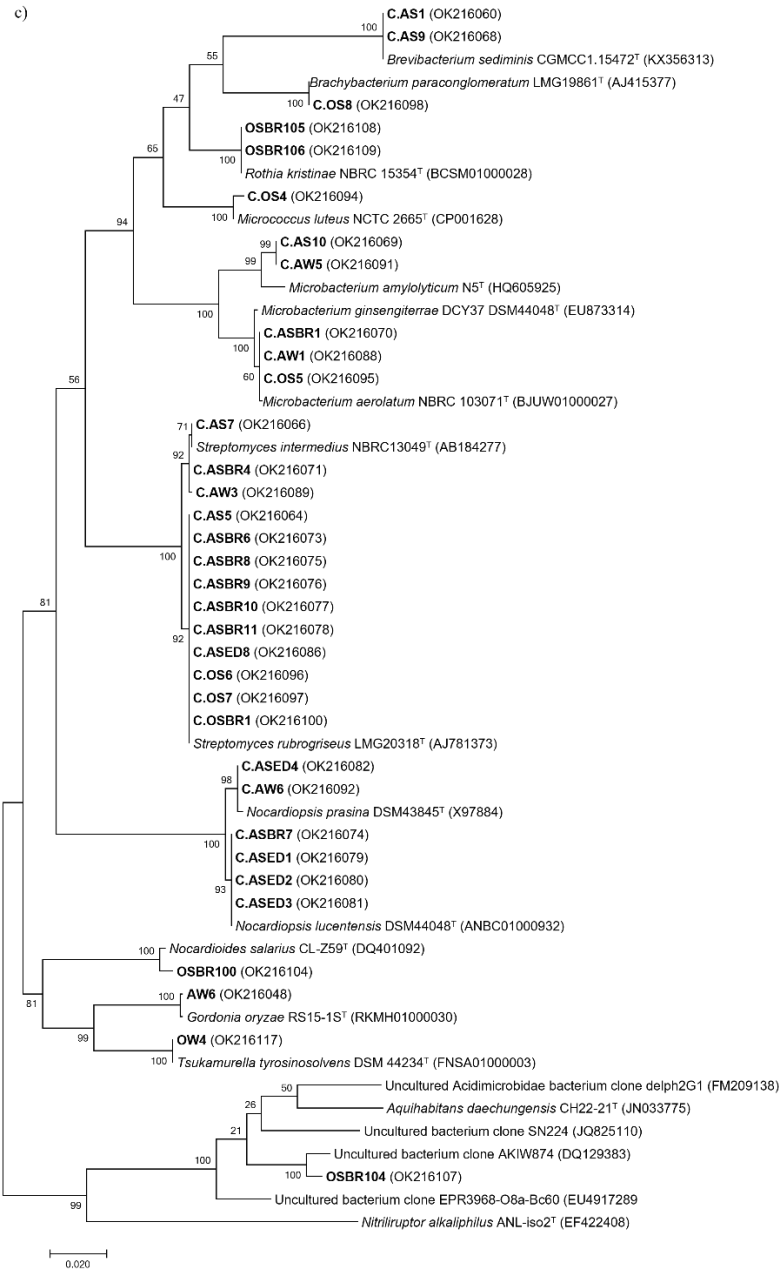 c)
100
C.AS1 (OK216060)
C.AS9 (OK216068)
Brevibacterium sediminis CGMCC1.15472ᵀ (KX356313)
55
Brachybacterium paraconglomeratum LMG19861ᵀ (AJ415377)
100
C.OS8 (OK216098)
47
OSBR105 (OK216108)
OSBR106 (OK216109)
100
Rothia kristinae NBRC 15354ᵀ (BCSM01000028)
65
C.OS4 (OK216094)
100
Micrococcus luteus NCTC 2665ᵀ (CP001628)
94
99
C.AS10 (OK216069)
99
C.AW5 (OK216091)
Microbacterium amylolyticum N5ᵀ (HQ605925)
100
Microbacterium ginsengiterrae DCY37 DSM44048ᵀ (EU873314)
C.ASBR1 (OK216070)
100
C.AW1 (OK216088)
60
C.OS5 (OK216095)
Microbacterium aerolatum NBRC 103071ᵀ (BJUW01000027)
56
71
C.AS7 (OK216066)
Streptomyces intermedius NBRC13049ᵀ (AB184277)
92
C.ASBR4 (OK216071)
C.AW3 (OK216089)
C.AS5 (OK216064)
C.ASBR6 (OK216073)
100
C.ASBR8 (OK216075)
C.ASBR9 (OK216076)
C.ASBR10 (OK216077)
C.ASBR11 (OK216078)
92
C.ASED8 (OK216086)
C.OS6 (OK216096)
C.OS7 (OK216097)
C.OSBR1 (OK216100)
Streptomyces rubrogriseus LMG20318ᵀ (AJ781373)
81
C.ASED4 (OK216082)
98
C.AW6 (OK216092)
Nocardiopsis prasina DSM43845ᵀ (X97884)
100
C.ASBR7 (OK216074)
C.ASED1 (OK216079)
C.ASED2 (OK216080)
93
C.ASED3 (OK216081)
Nocardiopsis lucentensis DSM44048ᵀ (ANBC01000932)
100
Nocardioides salarius CL-Z59ᵀ (DQ401092)
OSBR100 (OK216104)
81
100
AW6 (OK216048)
Gordonia oryzae RS15-1Sᵀ (RKMH01000030)
99
OW4 (OK216117)
100
Tsukamurella tyrosinosolvens DSM 44234ᵀ (FNSA01000003)
50
Uncultured Acidimicrobidae bacterium clone delph2G1 (FM209138)
26
Aquihabitans daechungensis CH22-21ᵀ (JN033775)
21
Uncultured bacterium clone SN224 (JQ825110)
Uncultured bacterium clone AKIW874 (DQ129383)
100
100
OSBR104 (OK216107)
Uncultured bacterium clone EPR3968-O8a-Bc60 (EU4917289
99
Nitriliruptor alkaliphilus ANL-iso2ᵀ (EF422408)
0.020